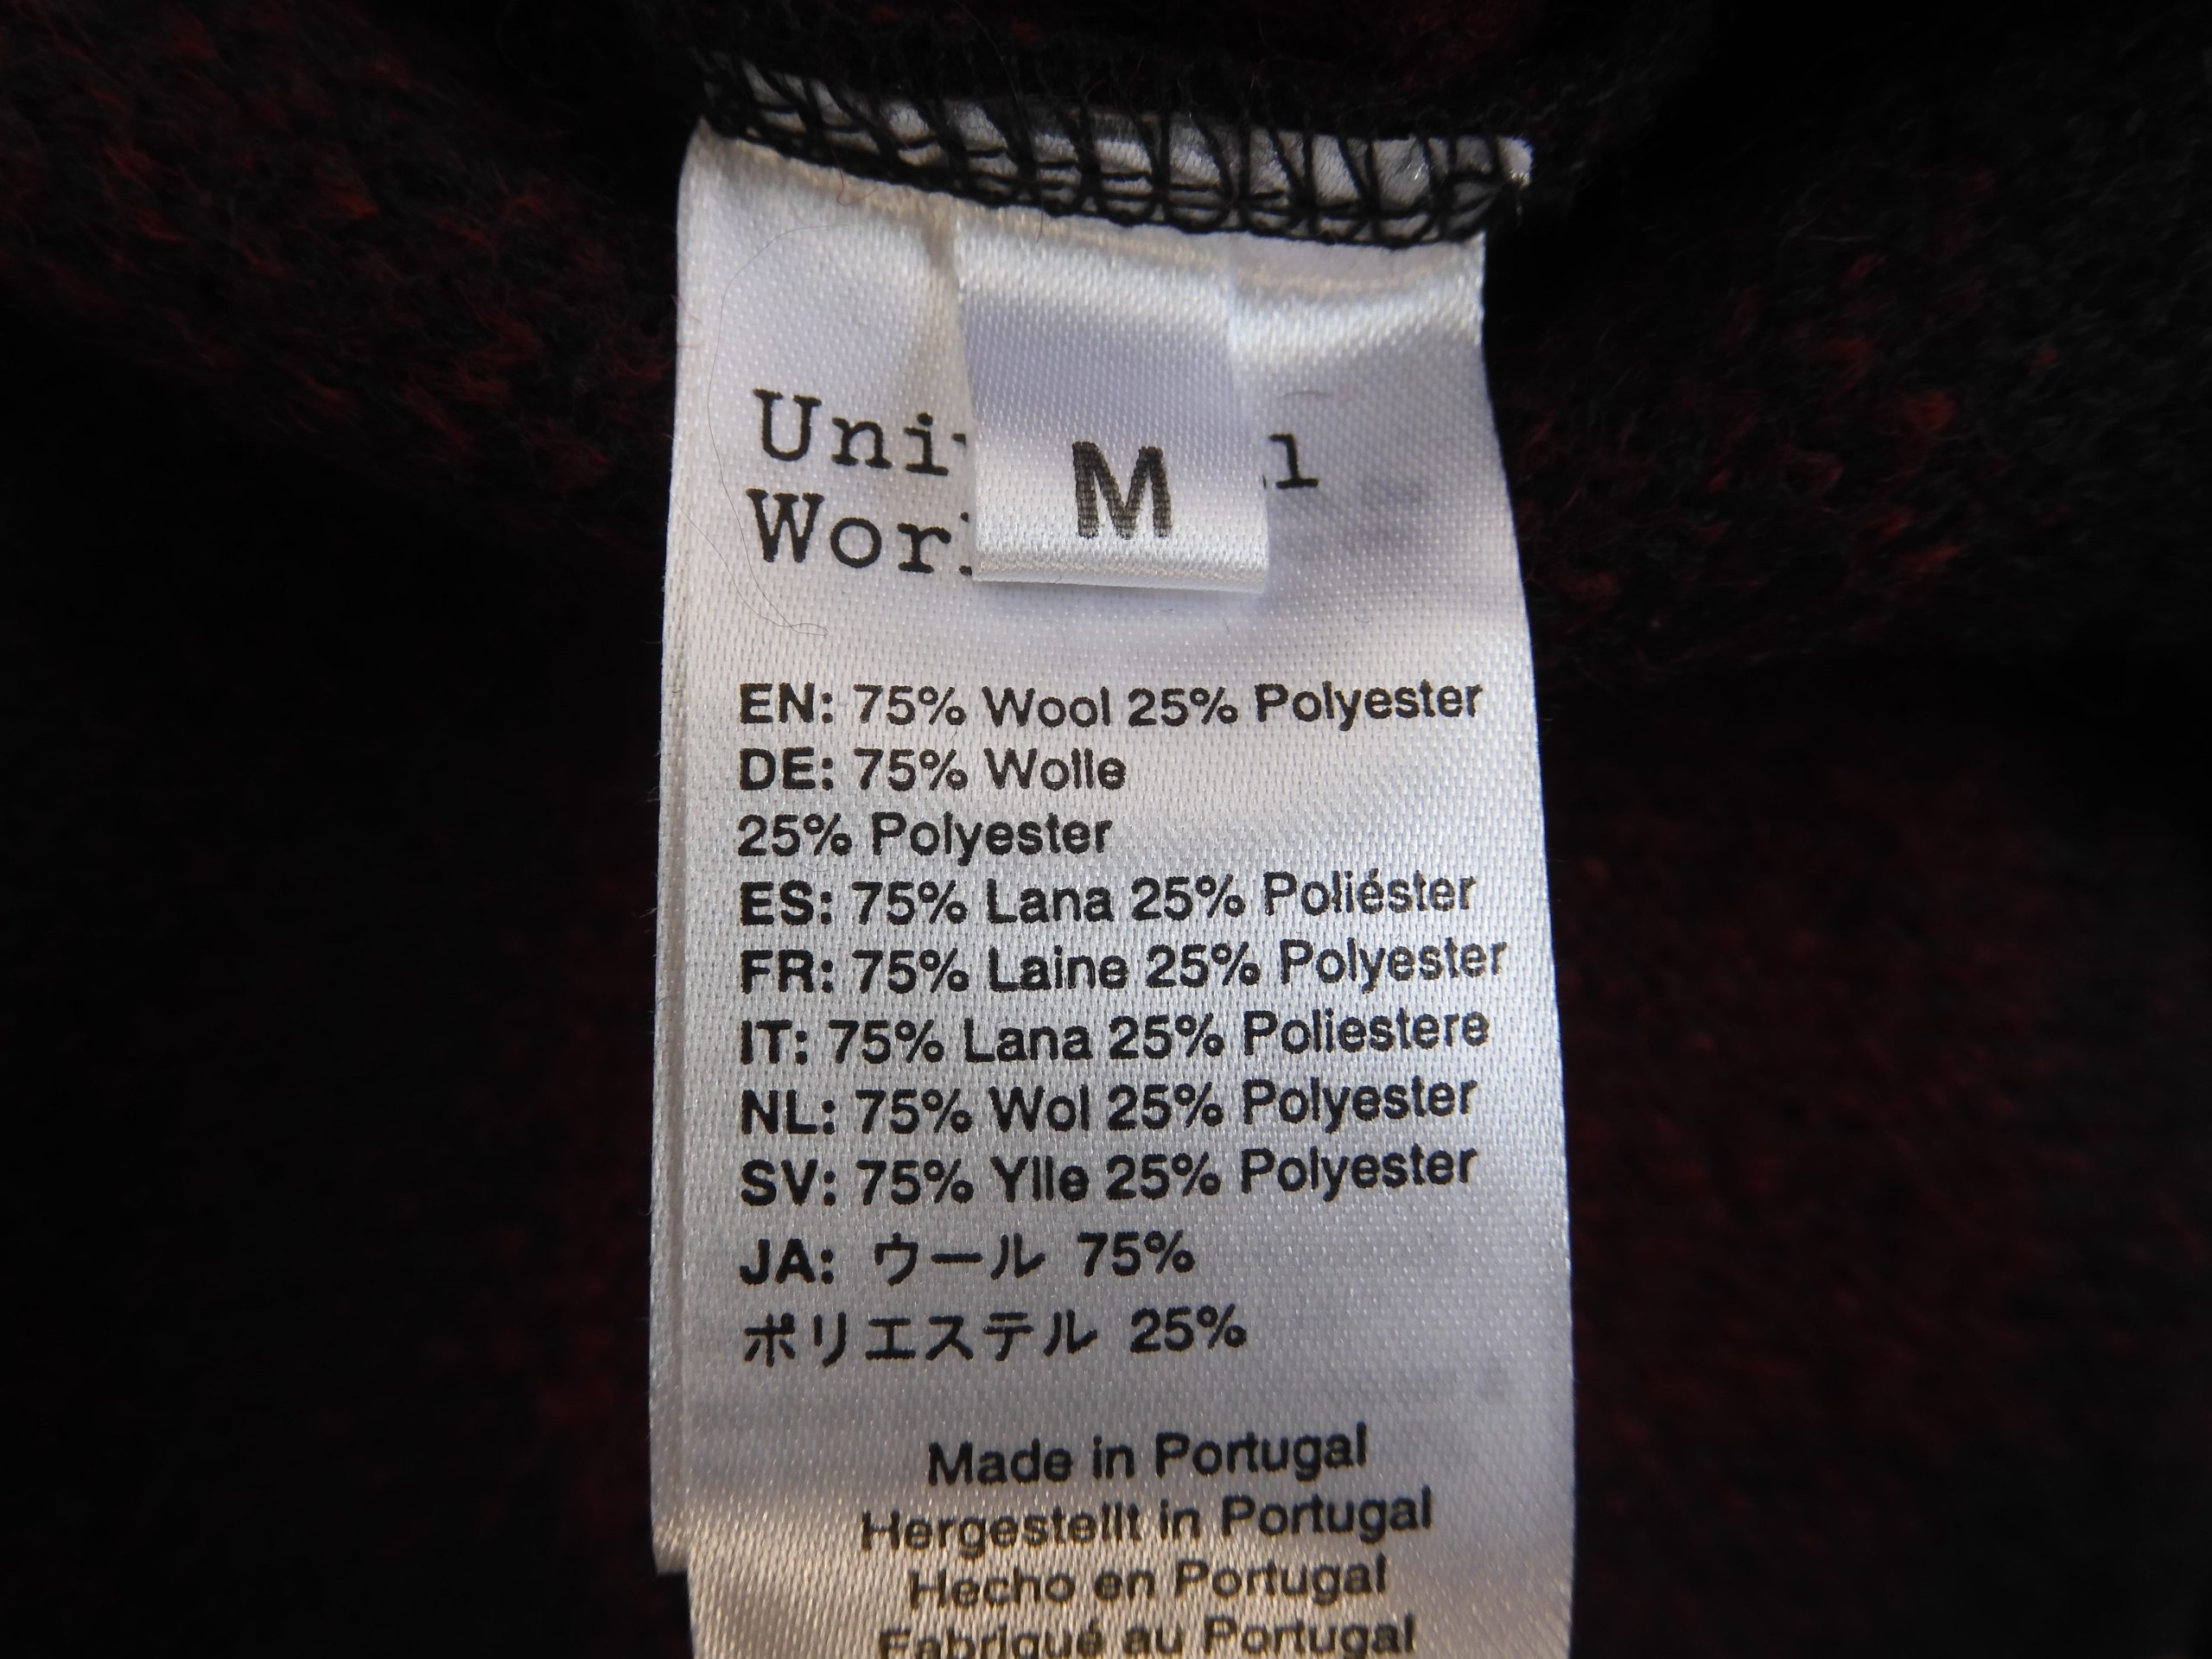 M
EN: 75% Wool 25% Polyester
DE: 75% Wolle
25% Polyester
ES: 75% Lana 25% Poliéster
FR: 75% Laine 25% Polyester
IT: 75% Lana 25% Poliestere
NL: 75% Wol 25% Polyester
SV: 75% Ylle 25% Polyester
JA: ウール 75%
ポリエステル 25%
Made in Portugal
Hergestellt in Portugal
Hecho en Portugal
Fabriqué au Portugal